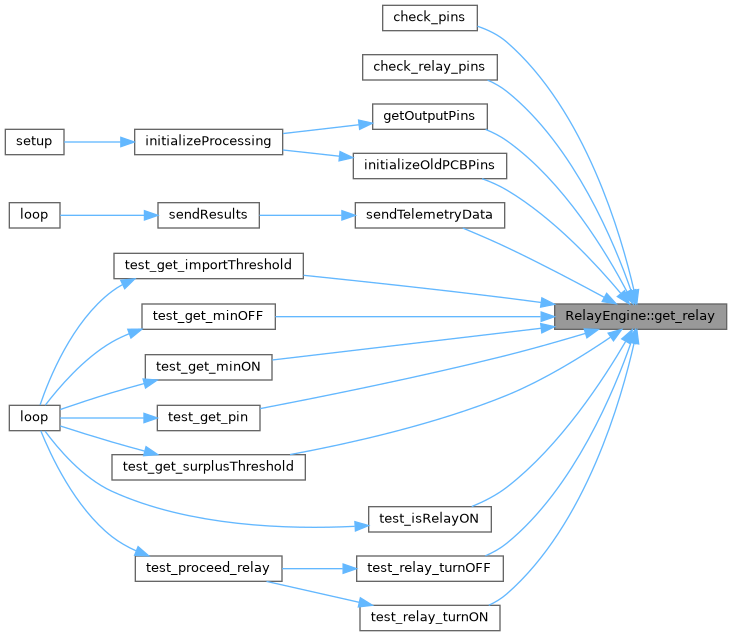 check_pins
check_relay_pins
getOutputPins
setup
initializeProcessing
initializeOldPCBPins
loop
sendResults
sendTelemetryData
test_get_importThreshold
test_get_minOFF
RelayEngine::get_relay
test_get_minON
loop
test_get_pin
test_get_surplusThreshold
test_isRelayON
test_proceed_relay
test_relay_turnOFF
test_relay_turnON